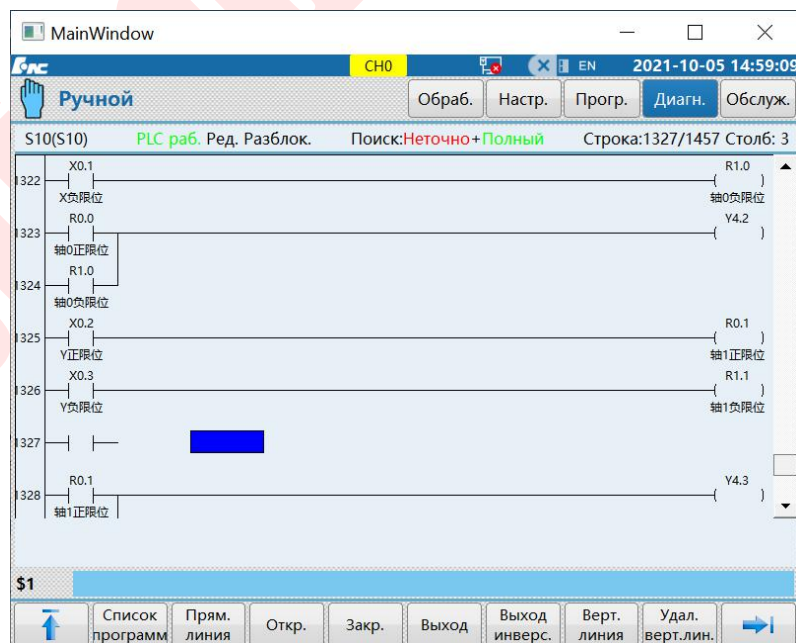 MainWindow
HNC CH0 EN 2021-10-05 14:59:09
Ручной Обраб. Настр. Прогр. Диагн. Обслуж.
S10(S10) PLC раб. Ред. Разблок. Поиск:Неточно+Полный Строка:1327/1457 Столб: 3
X0.1 R1.0
1322 ( )
X负限位 轴0负限位
R0.0 Y4.2
1323 ( )
轴0正限位
R1.0
1324
轴0负限位
X0.2 R0.1
1325 ( )
Y正限位 轴1正限位
X0.3 R1.1
1326 ( )
Y负限位 轴1负限位
1327
R0.1 Y4.3
1328 ( )
轴1正限位
$1
Список программ
Прям. линия
Откр.
Закр.
Выход
Выход инверс.
Верт. линия
Удал. верт.лин.